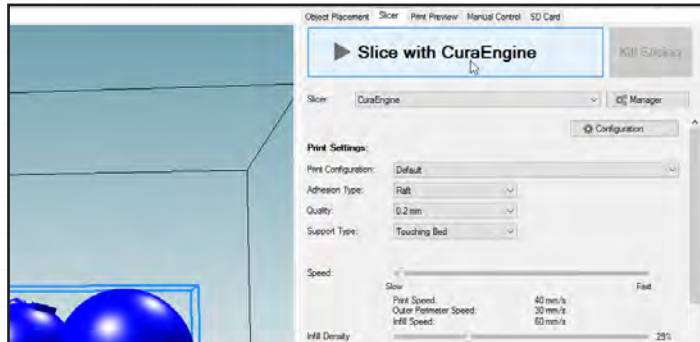 Object Placement Slicer Print Preview Manual Control SD Card
Slice with CuraEngine
Kill Slicing
Slicer: CuraEngine Manager
Configuration
Print Settings:
Print Configuration: Default
Adhesion Type: Raft
Quality: 0.2 mm
Support Type: Touching Bed
Speed:
Slow Fast
Print Speed: 40 mm/s
Outer Perimeter Speed: 30 mm/s
Infill Speed: 60 mm/s
Infill Density 29%